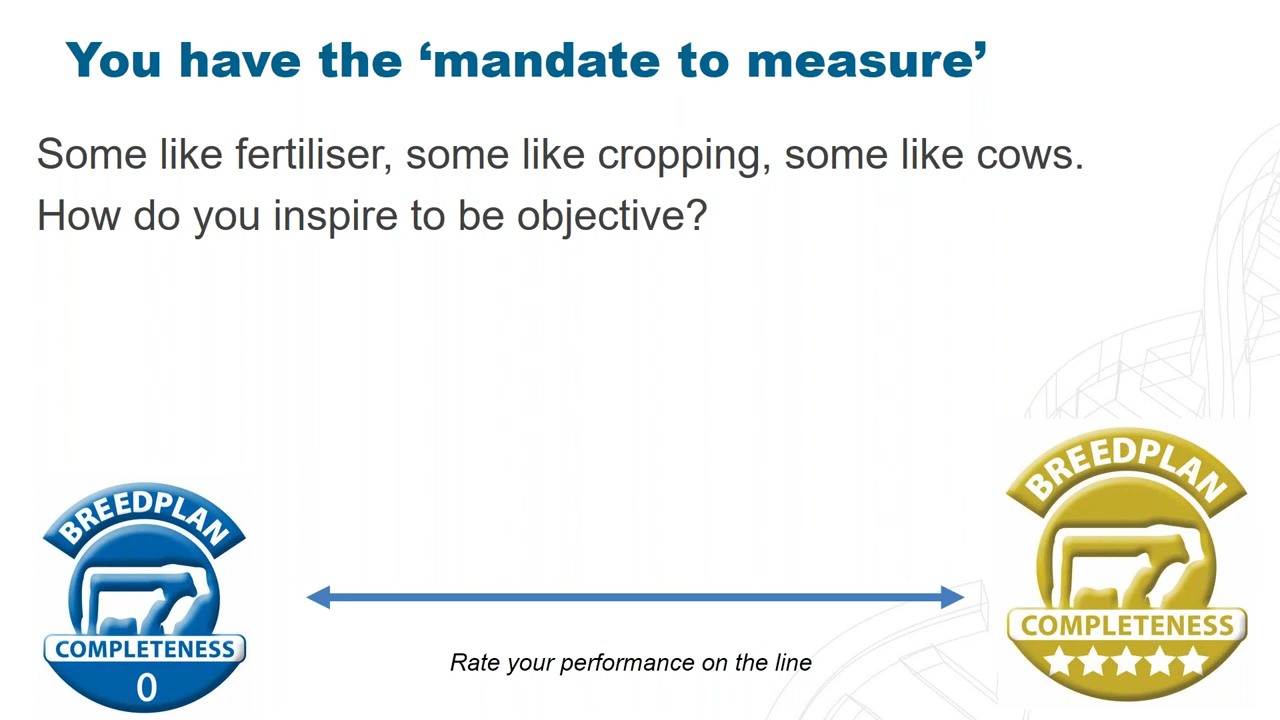 You have the ‘mandate to measure’
Some like fertiliser, some like cropping, some like cows.
How do you inspire to be objective?
BREEDPLAN
COMPLETENESS
0
Rate your performance on the line
BREEDPLAN
COMPLETENESS